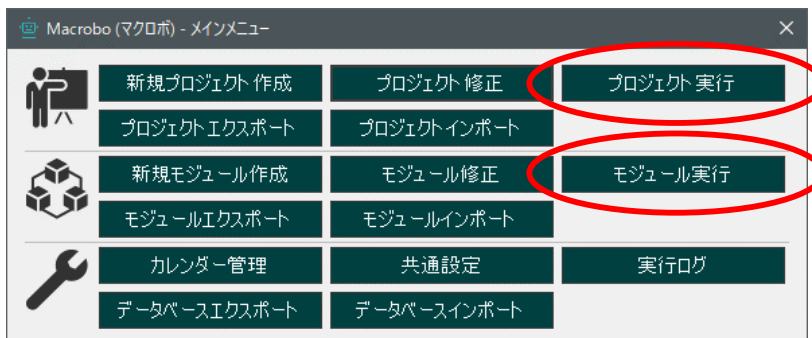 Macrobo (マクロボ) - メインメニュー
新規プロジェクト作成 プロジェクト修正 プロジェクト実行
プロジェクトエクスポート プロジェクトインポート
新規モジュール作成 モジュール修正 モジュール実行
モジュールエクスポート モジュールインポート
カレンダー管理 共通設定 実行ログ
データベースエクスポート データベースインポート